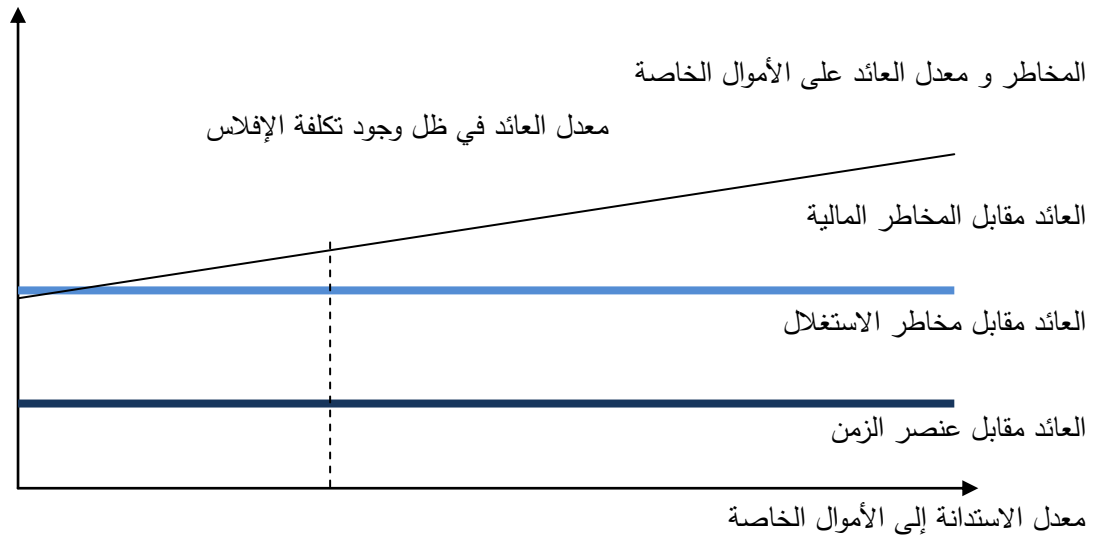 المخاطر و معدل العائد على الأموال الخاصة
معدل العائد في ظل وجود تكلفة الإفلاس
العائد مقابل المخاطر المالية
العائد مقابل مخاطر الاستغلال
العائد مقابل عنصر الزمن
معدل الاستدانة إلى الأموال الخاصة